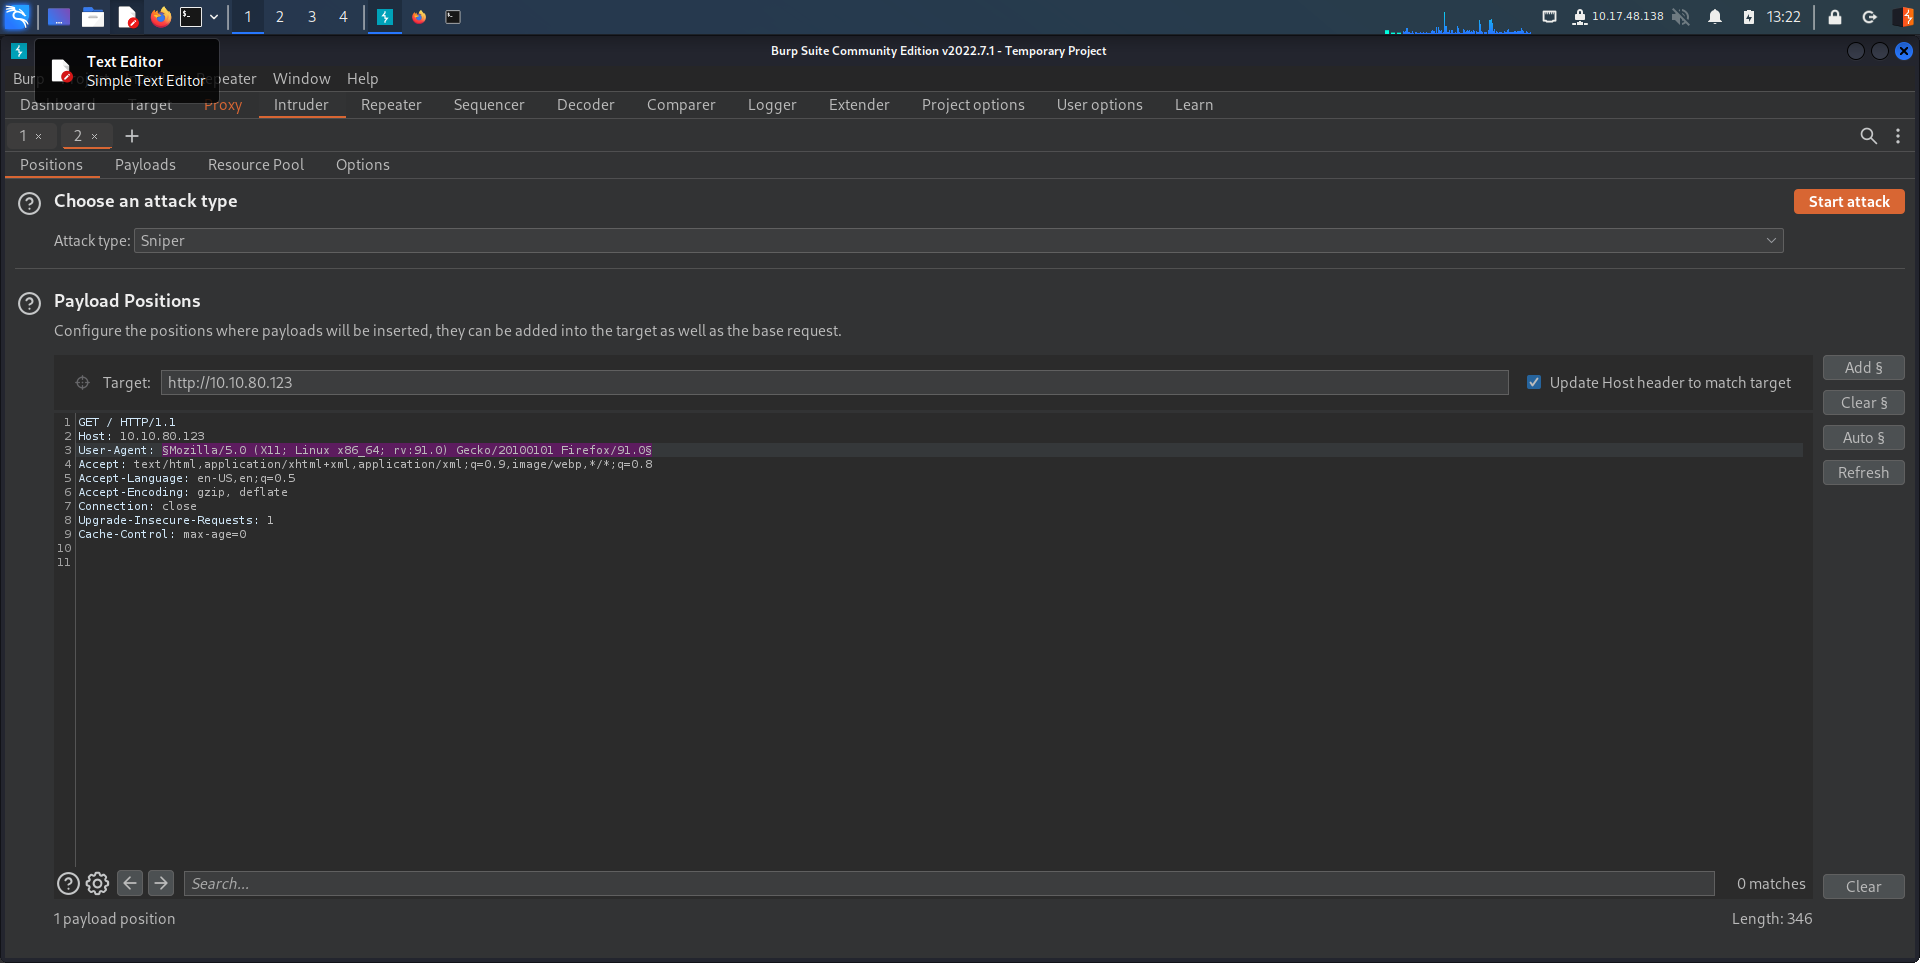 1 2 3 4 10.17.48.138 13:22
Burp Suite Community Edition v2022.7.1 - Temporary Project
Text Editor
Simple Text Editor
Burp Repeater Window Help
Dashboard Target Proxy Intruder Repeater Sequencer Decoder Comparer Logger Extender Project options User options Learn
1 × 2 × +
Positions Payloads Resource Pool Options
Choose an attack type
Start attack
Attack type: Sniper
Payload Positions
Configure the positions where payloads will be inserted, they can be added into the target as well as the base request.
Target: http://10.10.80.123 Update Host header to match target
Add §
Clear §
Auto §
Refresh
1 GET / HTTP/1.1
2 Host: 10.10.80.123
3 User-Agent: §Mozilla/5.0 (X11; Linux x86_64; rv:91.0) Gecko/20100101 Firefox/91.0§
4 Accept: text/html,application/xhtml+xml,application/xml;q=0.9,image/webp,*/*;q=0.8
5 Accept-Language: en-US,en;q=0.5
6 Accept-Encoding: gzip, deflate
7 Connection: close
8 Upgrade-Insecure-Requests: 1
9 Cache-Control: max-age=0
10
11
Search... 0 matches Clear
1 payload position Length: 346